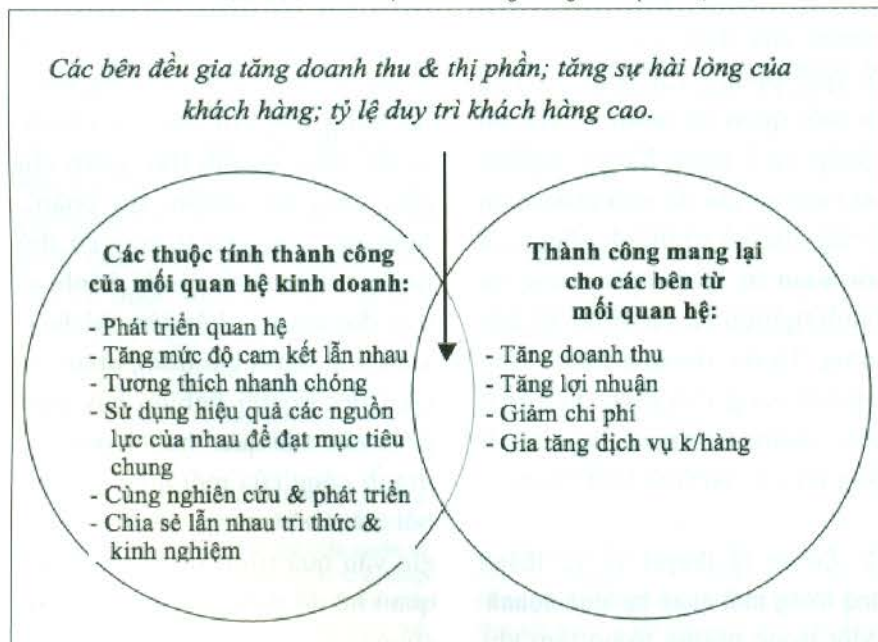 Các bên đều gia tăng doanh thu & thị phần; tăng sự hài lòng của
khách hàng; tỷ lệ duy trì khách hàng cao.
Các thuộc tính thành công
của mối quan hệ kinh doanh:
- Phát triển quan hệ
- Tăng mức độ cam kết lẫn nhau
- Tương thích nhanh chóng
- Sử dụng hiệu quả các nguồn
lực của nhau để đạt mục tiêu
chung
- Cùng nghiên cứu & phát triển
- Chia sẻ lẫn nhau tri thức &
kinh nghiệm
Thành công mang lại
cho các bên từ
mối quan hệ:
- Tăng doanh thu
- Tăng lợi nhuận
- Giảm chi phí
- Gia tăng dịch vụ k/hàng